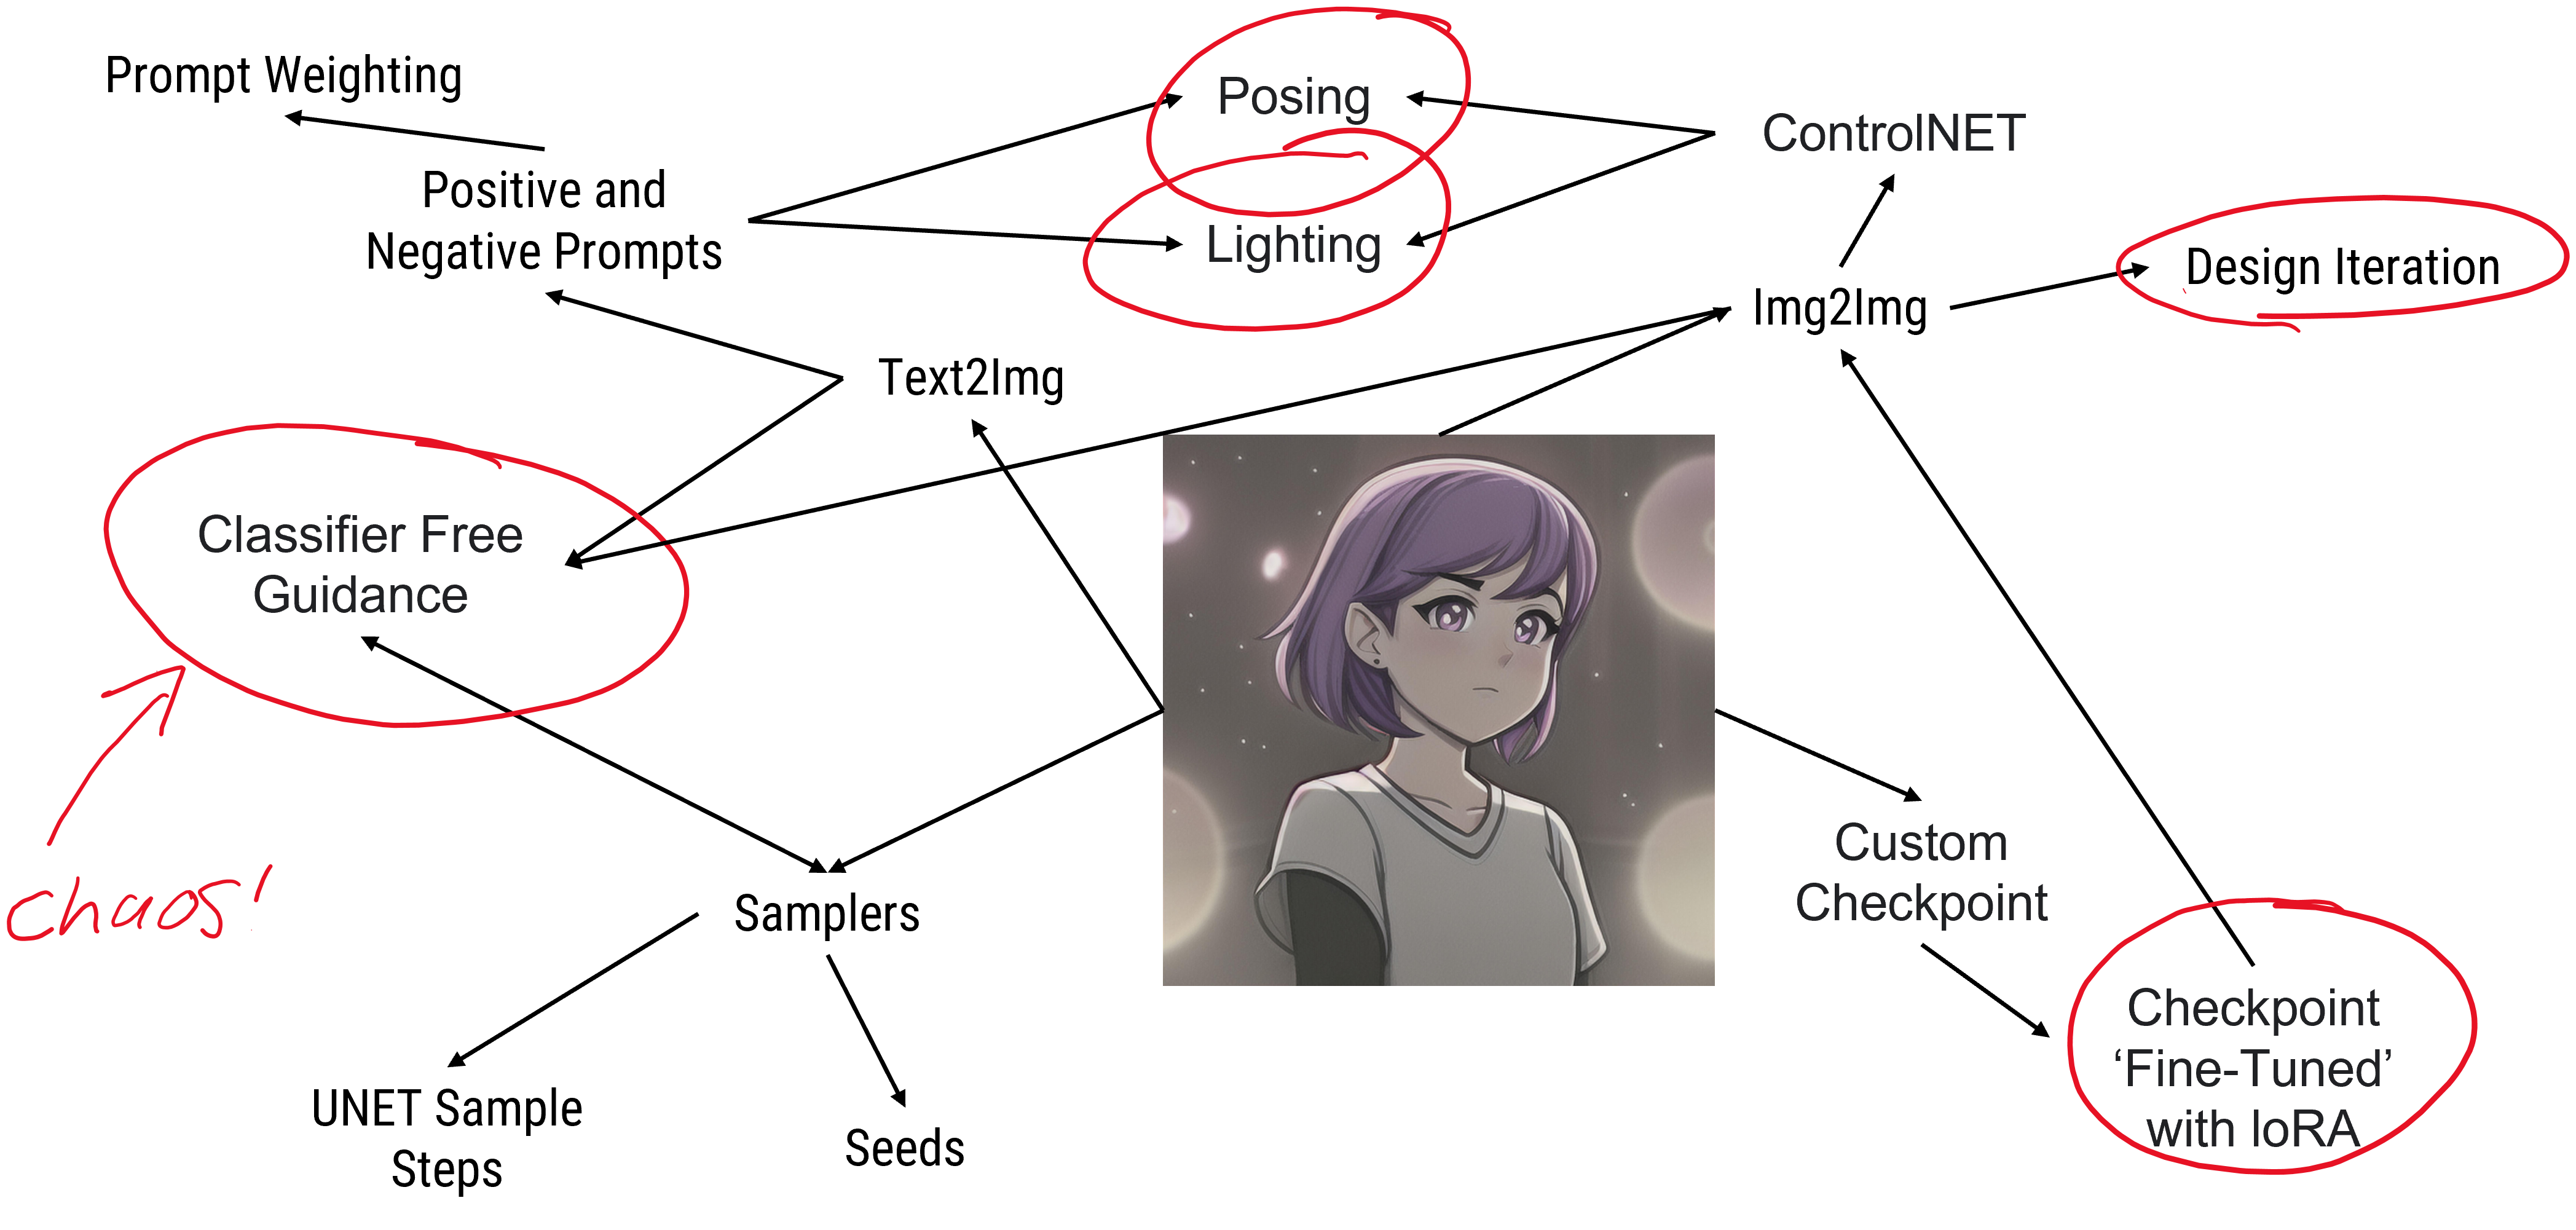 Prompt Weighting
Positive and
Negative Prompts
Posing
Lighting
ControlNET
Design Iteration
Img2Img
Text2Img
Classifier Free
Guidance
chaos!
Samplers
UNET Sample
Steps
Seeds
Custom
Checkpoint
Checkpoint
‘Fine-Tuned’
with loRA